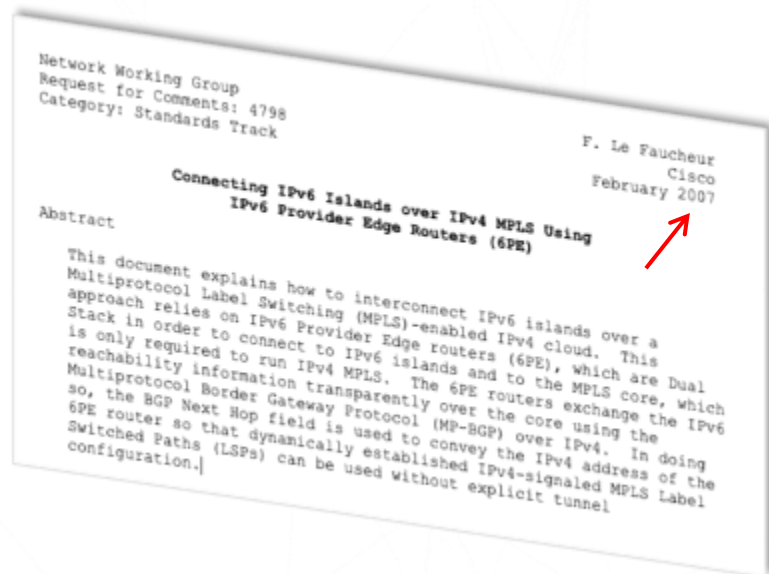 Network Working Group
Request for Comments: 4798
Category: Standards Track
F. Le Faucheur
Cisco
February 2007
Connecting IPv6 Islands over IPv4 MPLS Using
IPv6 Provider Edge Routers (6PE)
Abstract
This document explains how to interconnect IPv6 islands over a
Multiprotocol Label Switching (MPLS)-enabled IPv4 cloud. This
approach relies on IPv6 Provider Edge routers (6PE), which are Dual
Stack in order to connect to IPv6 islands and to the MPLS core, which
is only required to run IPv4 MPLS. The 6PE routers exchange the IPv6
reachability information transparently over the core using the
Multiprotocol Border Gateway Protocol (MP-BGP) over IPv4. In doing
so, the BGP Next Hop field is used to convey the IPv4 address of the
6PE router so that dynamically established IPv4-signaled MPLS Label
Switched Paths (LSPs) can be used without explicit tunnel
configuration.